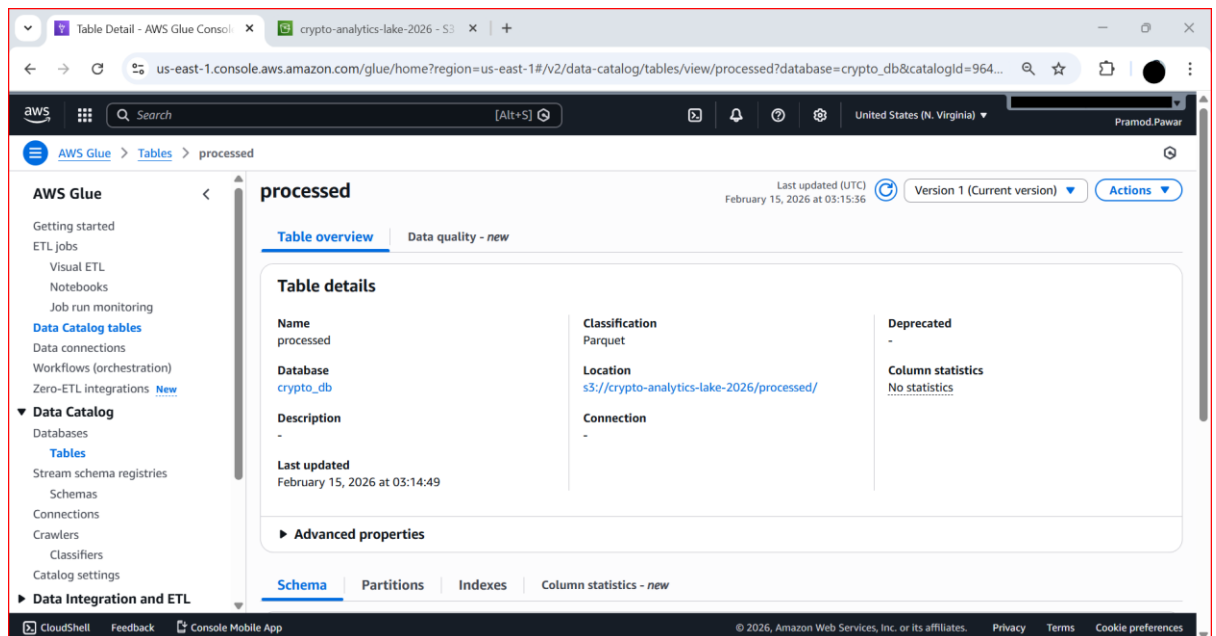 Table Detail - AWS Glue Consol
crypto-analytics-lake-2026 - S3
us-east-1.console.aws.amazon.com/glue/home?region=us-east-1#/v2/data-catalog/tables/view/processed?database=crypto_db&catalogId=964...
aws Search [Alt+S] United States (N. Virginia) ▼
Pramod.Pawar
AWS Glue > Tables > processed
AWS Glue
Getting started
ETL jobs
Visual ETL
Notebooks
Job run monitoring
Data Catalog tables
Data connections
Workflows (orchestration)
Zero-ETL integrations New
▼ Data Catalog
Databases
Tables
Stream schema registries
Schemas
Connections
Crawlers
Classifiers
Catalog settings
▶ Data Integration and ETL
processed
Last updated (UTC)
February 15, 2026 at 03:15:36
Version 1 (Current version) ▼
Actions ▼
Table overview Data quality - new
Table details
Name
processed
Database
crypto_db
Description
-
Last updated
February 15, 2026 at 03:14:49
Classification
Parquet
Location
s3://crypto-analytics-lake-2026/processed/
Connection
-
Deprecated
-
Column statistics
No statistics
▶ Advanced properties
Schema Partitions Indexes Column statistics - new
CloudShell Feedback Console Mobile App © 2026, Amazon Web Services, Inc. or its affiliates. Privacy Terms Cookie preferences